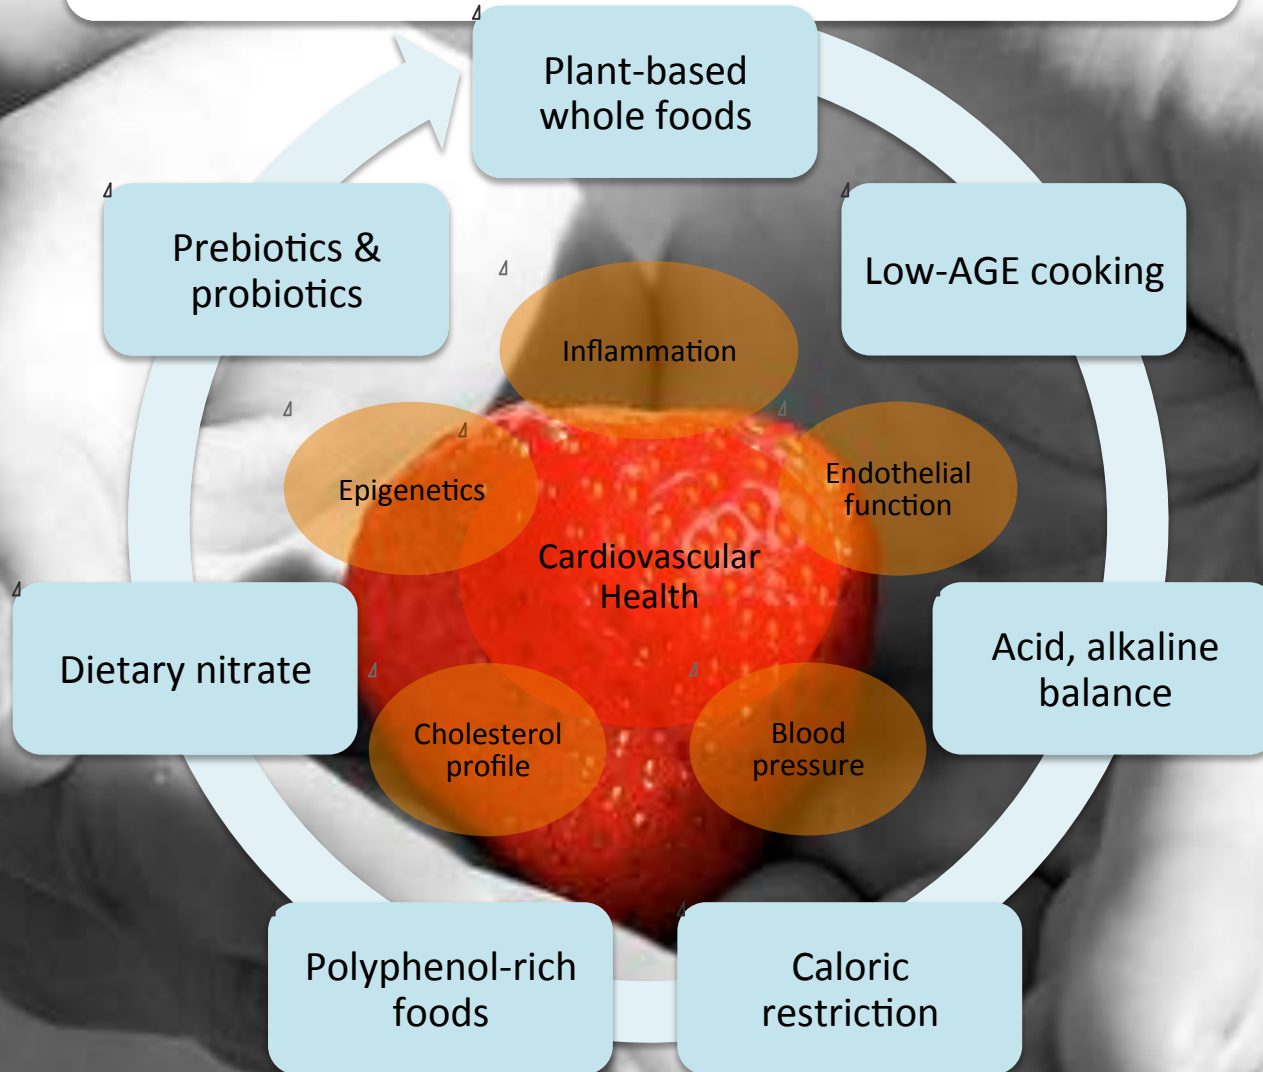 Plant-based
whole foods
Prebiotics &
probiotics
Low-AGE cooking
Inflammation
Epigenetics
Endothelial
function
Cardiovascular
Health
Dietary nitrate
Acid, alkaline
balance
Cholesterol
profile
Blood
pressure
Polyphenol-rich
foods
Caloric
restriction